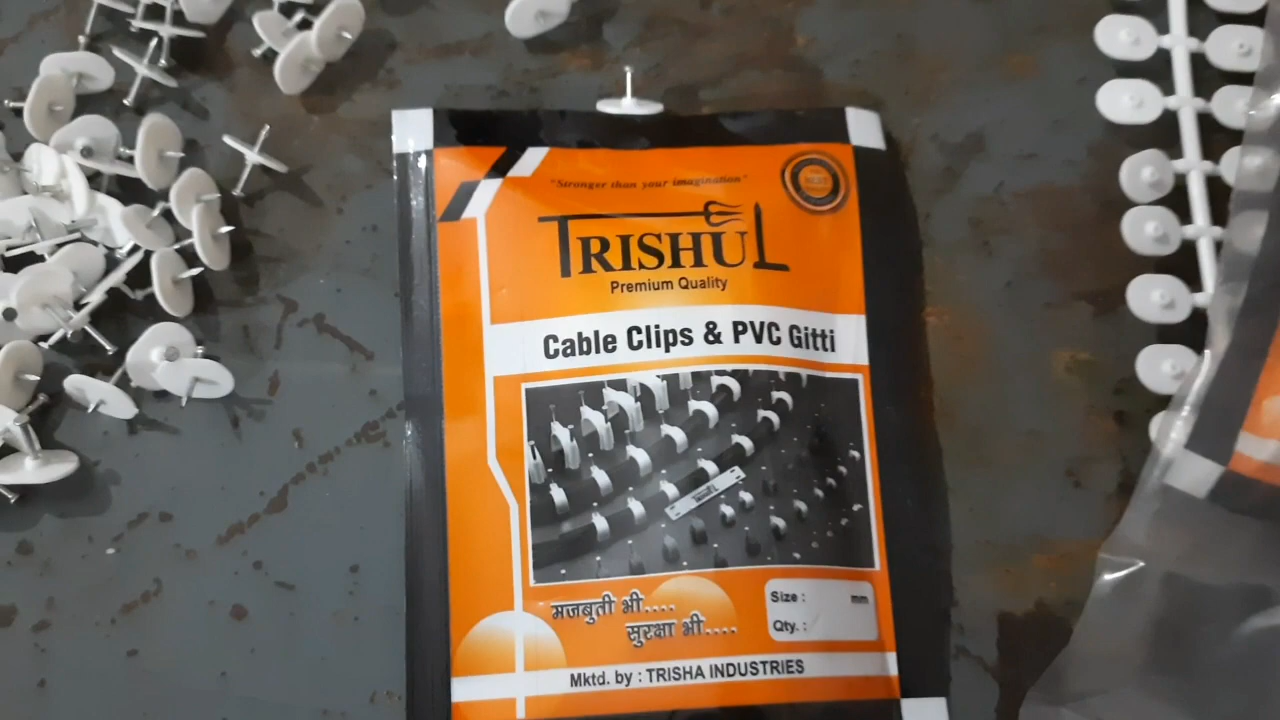 "Stronger than your imagination"
TRISHUL
Premium Quality
Cable Clips & PVC Gitti
मजबुती भी....
सुरक्षा भी....
Size : mm
Qty. :
Mktd. by : TRISHA INDUSTRIES